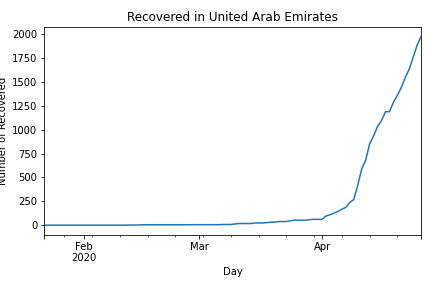 Recovered in United Arab Emirates
2000
1750
1500
1250
1000
750
500
250
0
Number of Recovered
Feb
2020
Mar
Apr
Day